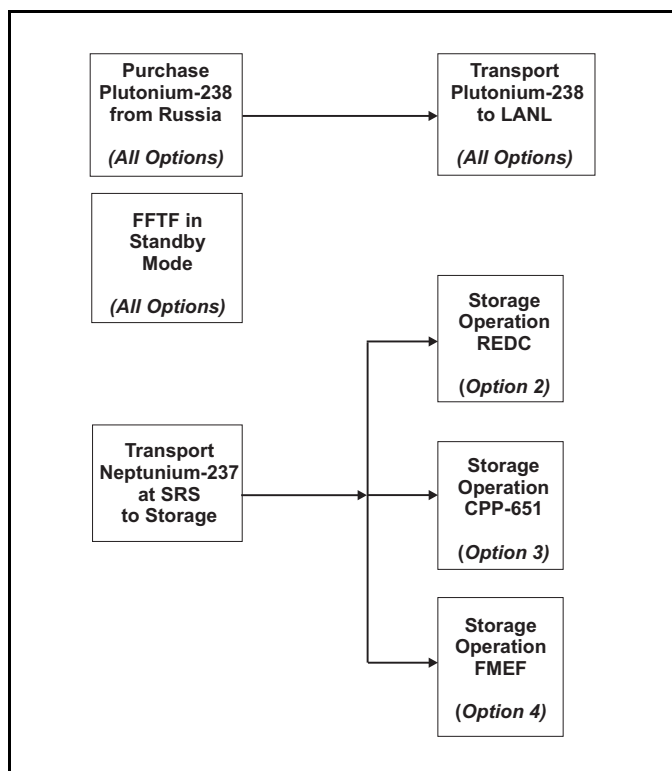 Purchase
Plutonium-238
from Russia
(All Options)
Transport
Plutonium-238
to LANL
(All Options)
FFTF in
Standby
Mode
(All Options)
Transport
Neptunium-237
at SRS
to Storage
Storage
Operation
REDC
(Option 2)
Storage
Operation
CPP-651
(Option 3)
Storage
Operation
FMEF
(Option 4)